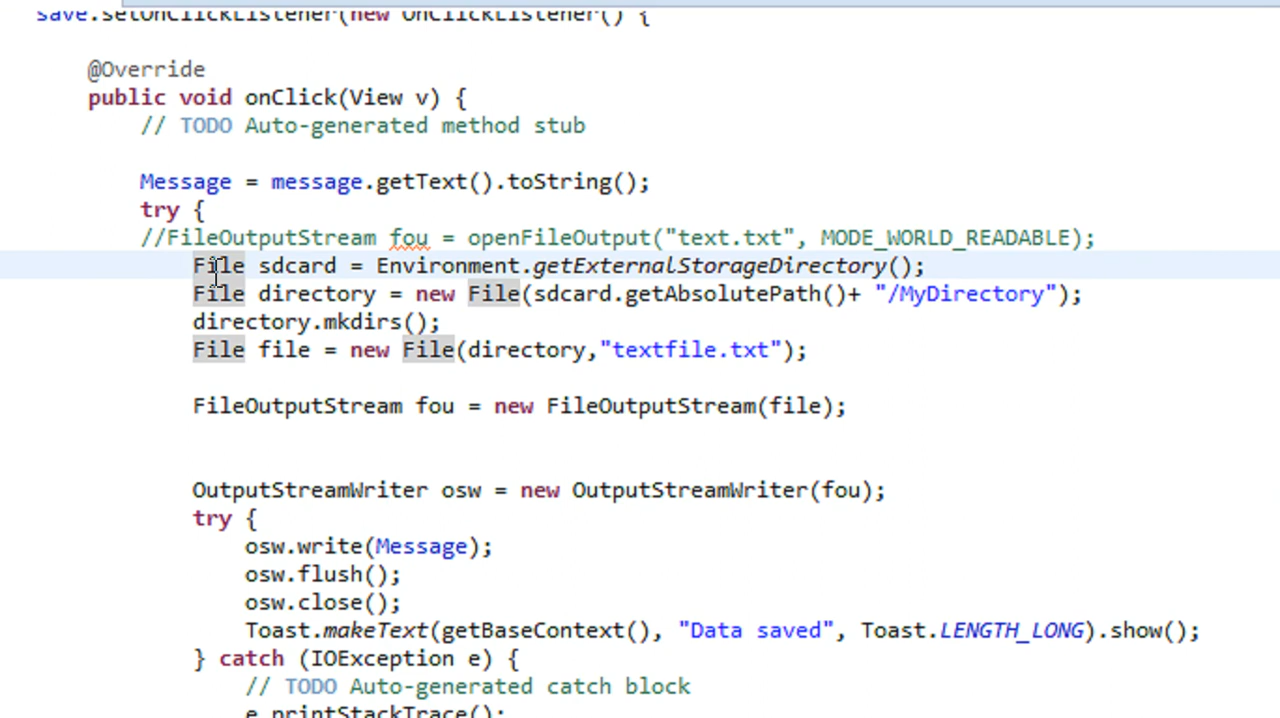 save.setOnClickListener(new OnClickListener() {
@Override
public void onClick(View v) {
// TODO Auto-generated method stub
Message = message.getText().toString();
try {
//FileOutputStream fou = openFileOutput("text.txt", MODE_WORLD_READABLE);
File sdcard = Environment.getExternalStorageDirectory();
File directory = new File(sdcard.getAbsolutePath()+ "/MyDirectory");
directory.mkdirs();
File file = new File(directory,"textfile.txt");
FileOutputStream fou = new FileOutputStream(file);
OutputStreamWriter osw = new OutputStreamWriter(fou);
try {
osw.write(Message);
osw.flush();
osw.close();
Toast.makeText(getBaseContext(), "Data saved", Toast.LENGTH_LONG).show();
} catch (IOException e) {
// TODO Auto-generated catch block
e.printStackTrace();